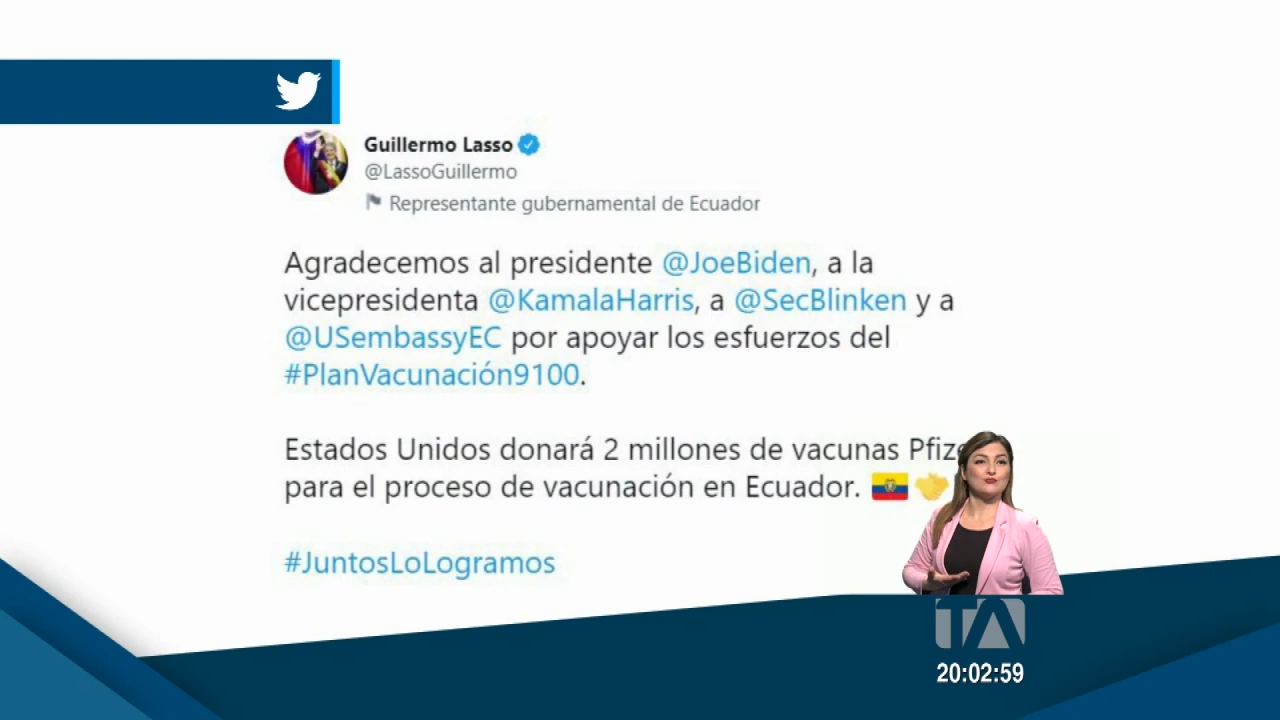 Guillermo Lasso
@LassoGuillermo
Representante gubernamental de Ecuador
Agradecemos al presidente @JoeBiden, a la
vicepresidenta @KamalaHarris, a @SecBlinken y a
@USembassyEC por apoyar los esfuerzos del
#PlanVacunación9100.
Estados Unidos donará 2 millones de vacunas
para el proceso de vacunación en Ecuador.
#JuntosLoLogramos
TA
20:02:59